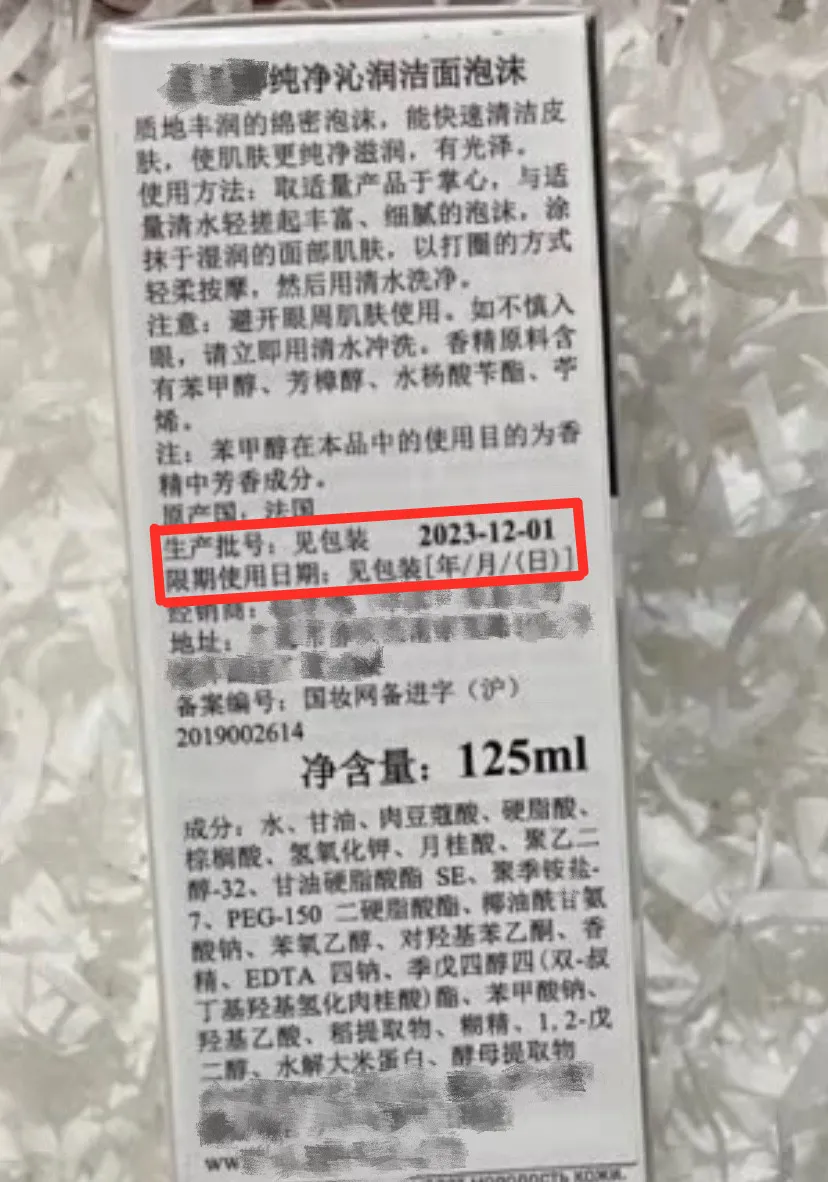 纯净沁润洁面泡沫
质地丰润的绵密泡沫，能快速清洁皮
肤，使肌肤更纯净滋润，有光泽。
使用方法：取适量产品于掌心，与适
量清水轻搓起丰富、细腻的泡沫，涂
抹于湿润的面部肌肤，以打圈的方式
轻柔按摩，然后用清水洗净。
注意：避开眼周肌肤使用。如不慎入
眼，请立即用清水冲洗。香精原料含
有苯甲醇、芳樟醇、水杨酸苄酯、苧
烯。
注：苯甲醇在本品中的使用目的为香
精中芳香成分。
原产国：法国
生产批号：见包装 2023-12-01
限期使用日期：见包装[年/月/(日)]
经销商：
地址：
备案编号：国妆网备进字（沪）
2019002614
净含量：125ml
成分：水、甘油、肉豆蔻酸、硬脂酸、
棕榈酸、氢氧化钾、月桂酸、聚乙二
醇-32、甘油硬脂酸酯 SE、聚季铵盐-
7、PEG-150 二硬脂酸酯、椰油酰甘氨
酸钠、苯氧乙醇、对羟基苯乙酮、香
精、EDTA 四钠、季戊四醇四(双-叔
丁基羟基氢化肉桂酸)酯、苯甲酸钠、
羟基乙酸、稻提取物、糊精、1,2-戊
二醇、水解大米蛋白、酵母提取物
ww
МОЛОДОСТЬ КОЖИ.